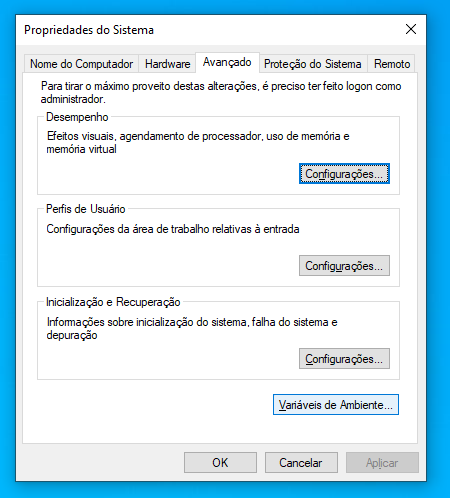 Propriedades do Sistema
Nome do Computador Hardware Avançado Proteção do Sistema Remoto
Para tirar o máximo proveito destas alterações, é preciso ter feito logon como
administrador.
Desempenho
Efeitos visuais, agendamento de processador, uso de memória e
memória virtual
Configurações...
Perfis de Usuário
Configurações da área de trabalho relativas à entrada
Configurações...
Inicialização e Recuperação
Informações sobre inicialização do sistema, falha do sistema e
depuração
Configurações...
Variáveis de Ambiente...
OK Cancelar Aplicar